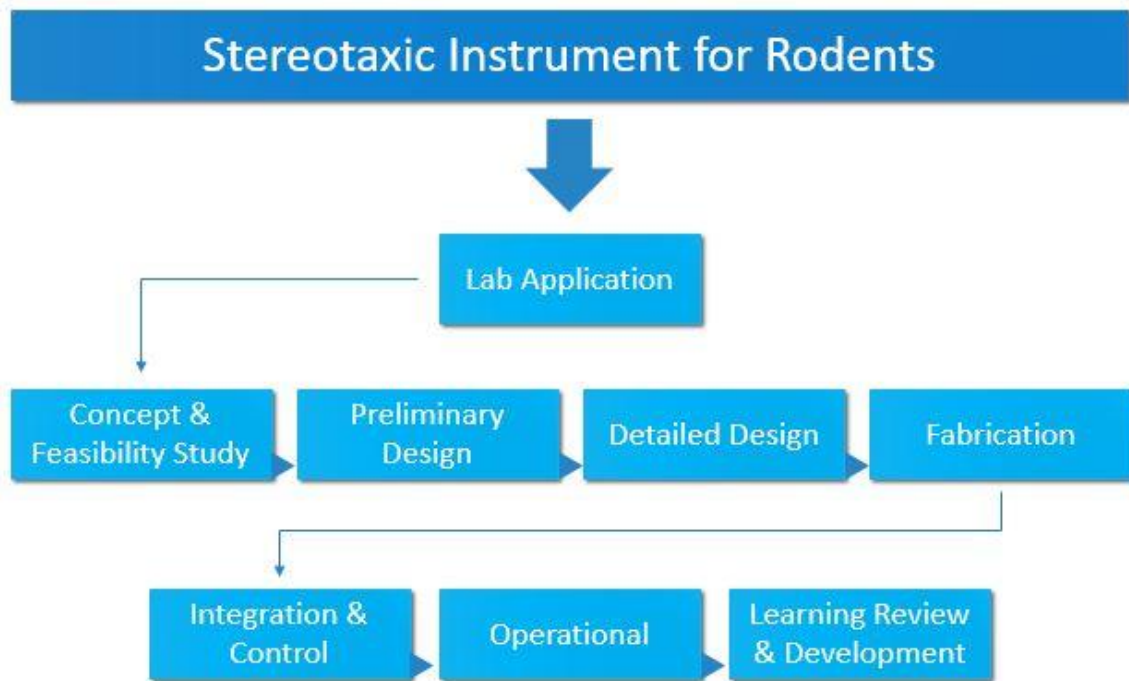 Stereotaxic Instrument for Rodents
Lab Application
Concept &
Feasibility Study
Preliminary
Design
Detailed Design
Fabrication
Integration &
Control
Operational
Learning Review
& Development